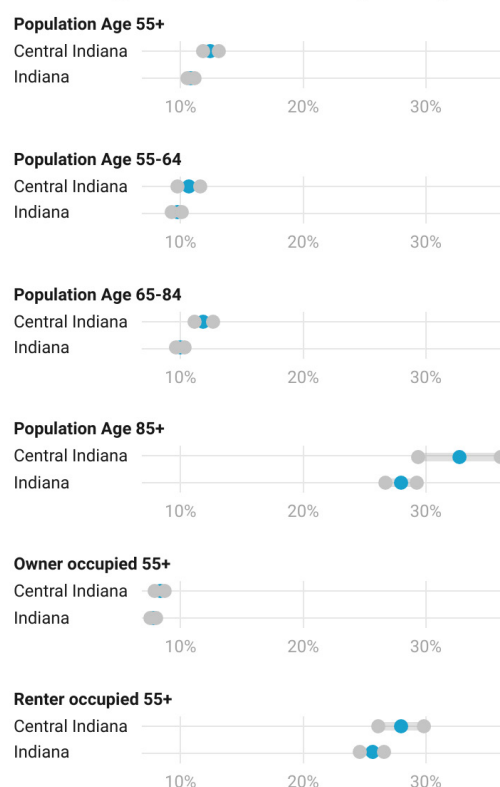 Population Age 55+
Central Indiana
Indiana
10% 20% 30%
Population Age 55-64
Central Indiana
Indiana
10% 20% 30%
Population Age 65-84
Central Indiana
Indiana
10% 20% 30%
Population Age 85+
Central Indiana
Indiana
10% 20% 30%
Owner occupied 55+
Central Indiana
Indiana
10% 20% 30%
Renter occupied 55+
Central Indiana
Indiana
10% 20% 30%